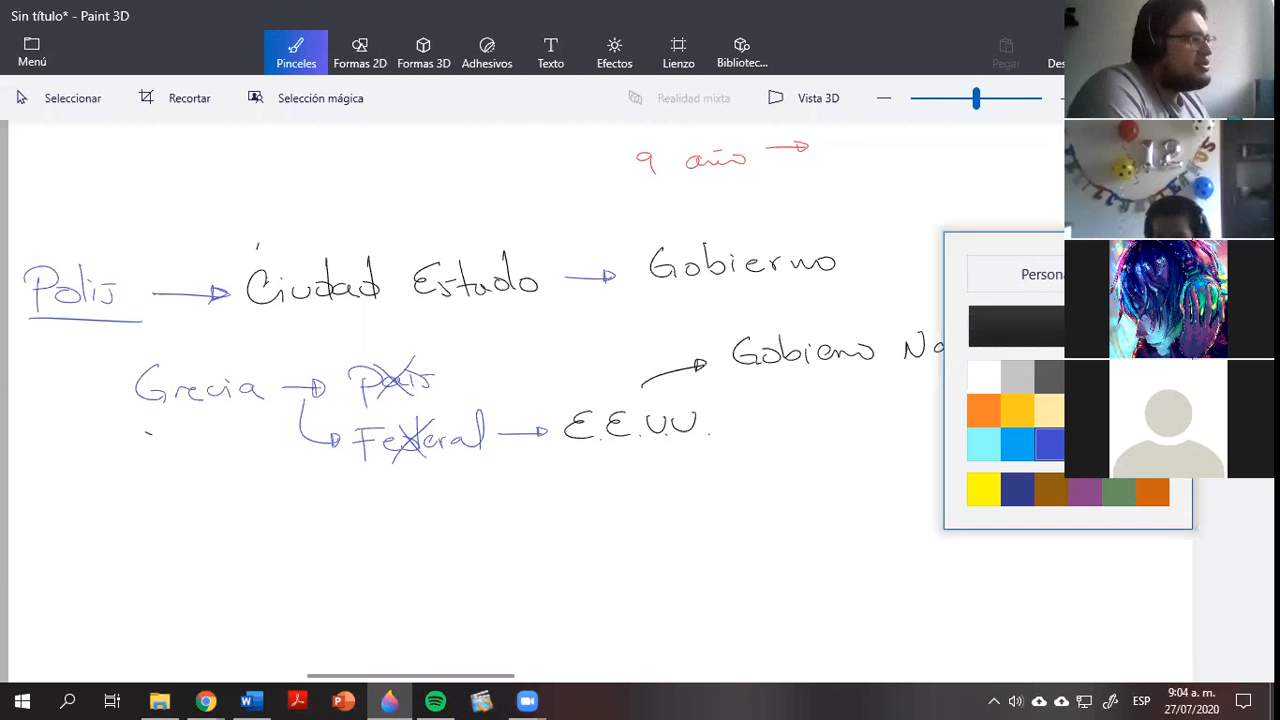 Sin título* - Paint 3D
Menú
Pinceles Formas 2D Formas 3D Adhesivos Texto Efectos Lienzo Bibliotec... Pegar
Seleccionar Recortar Selección mágica Realidad mixta Vista 3D
9 año →
Polis → Ciudad Estado → Gobierno
Gobierno
Grecia → País
Federal → E.E.U.U.
12
ESP
9:04 a. m.
27/07/2020